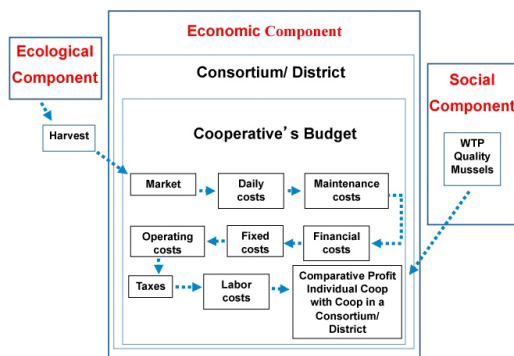 Economic Component
Ecological
Component
Consortium/ District
Social
Component
Harvest
Cooperative's Budget
WTP
Quality
Mussels
Market
Daily
costs
Maintenance
costs
Operating
costs
Fixed
costs
Financial
costs
Taxes
Labor
costs
Comparative Profit
Individual Coop
with Coop in a
Consortium/
District